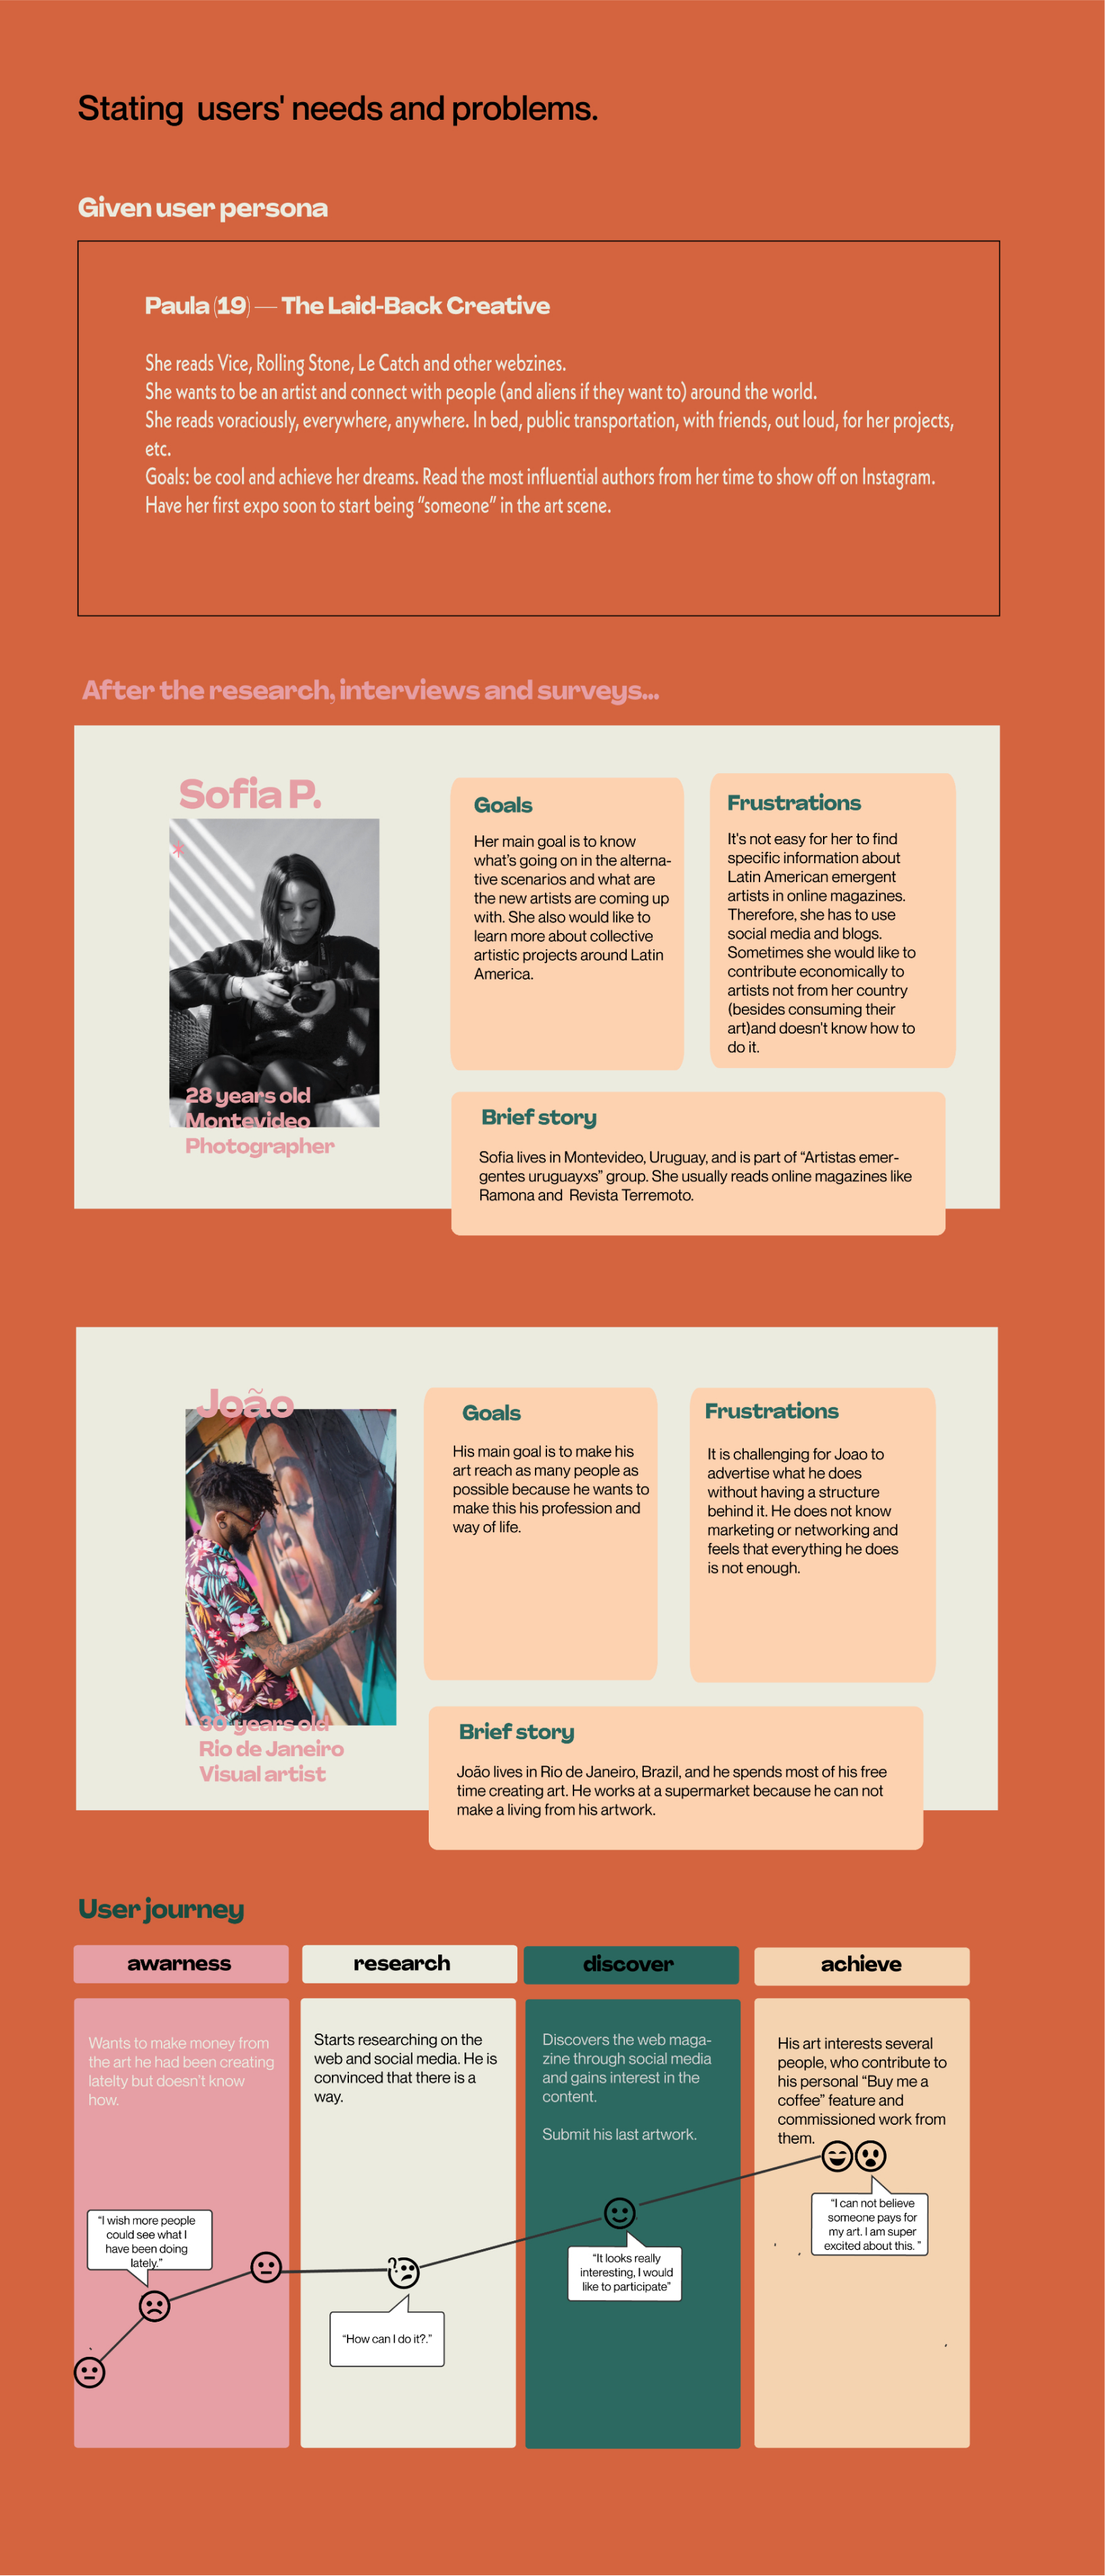 Stating  users' needs and problems.
Given user persona
Paula (19) — The Laid-Back Creative
She reads Vice, Rolling Stone, Le Catch and other webzines.
She wants to be an artist and connect with people (and aliens if they want to) around the world.
She reads voraciously, everywhere, anywhere. In bed, public transportation, with friends, out loud, for her projects,
etc.
Goals: be cool and achieve her dreams. Read the most influential authors from her time to show off on Instagram.
Have her first expo soon to start being “someone” in the art scene.
After the research, interviews and surveys...
Sofia P.
*
28 years old
Montevideo
Photographer
Goals
Her main goal is to know
what's going on in the alterna-
tive scenarios and what are
the new artists are coming up
with. She also would like to
learn more about collective
artistic projects around Latin
America.
Frustrations
It's not easy for her to find
specific information about
Latin American emergent
artists in online magazines.
Therefore, she has to use
social media and blogs.
Sometimes she would like to
contribute economically to
artists not from her country
(besides consuming their
art)and doesn't know how to
do it.
Brief story
Sofia lives in Montevideo, Uruguay, and is part of “Artistas emer-
gentes uruguayxs” group. She usually reads online magazines like
Ramona and  Revista Terremoto.
João
30 years old
Rio de Janeiro
Visual artist
Goals
His main goal is to make his
art reach as many people as
possible because he wants to
make this his profession and
way of life.
Frustrations
It is challenging for Joao to
advertise what he does
without having a structure
behind it. He does not know
marketing or networking and
feels that everything he does
is not enough.
Brief story
João lives in Rio de Janeiro, Brazil, and he spends most of his free
time creating art. He works at a supermarket because he can not
make a living from his artwork.
User journey
awarness
Wants to make money from
the art he had been creating
latelty but doesn't know
how.
“I wish more people
could see what I
have been doing
lately.”
research
Starts researching on the
web and social media. He is
convinced that there is a
way.
“How can I do it?.”
discover
Discovers the web maga-
zine through social media
and gains interest in the
content.
Submit his last artwork.
“It looks really
interesting, I would
like to participate”
achieve
His art interests several
people, who contribute to
his personal “Buy me a
coffee” feature and
commissioned work from
them.
“I can not believe
someone pays for
my art. I am super
excited about this. ”